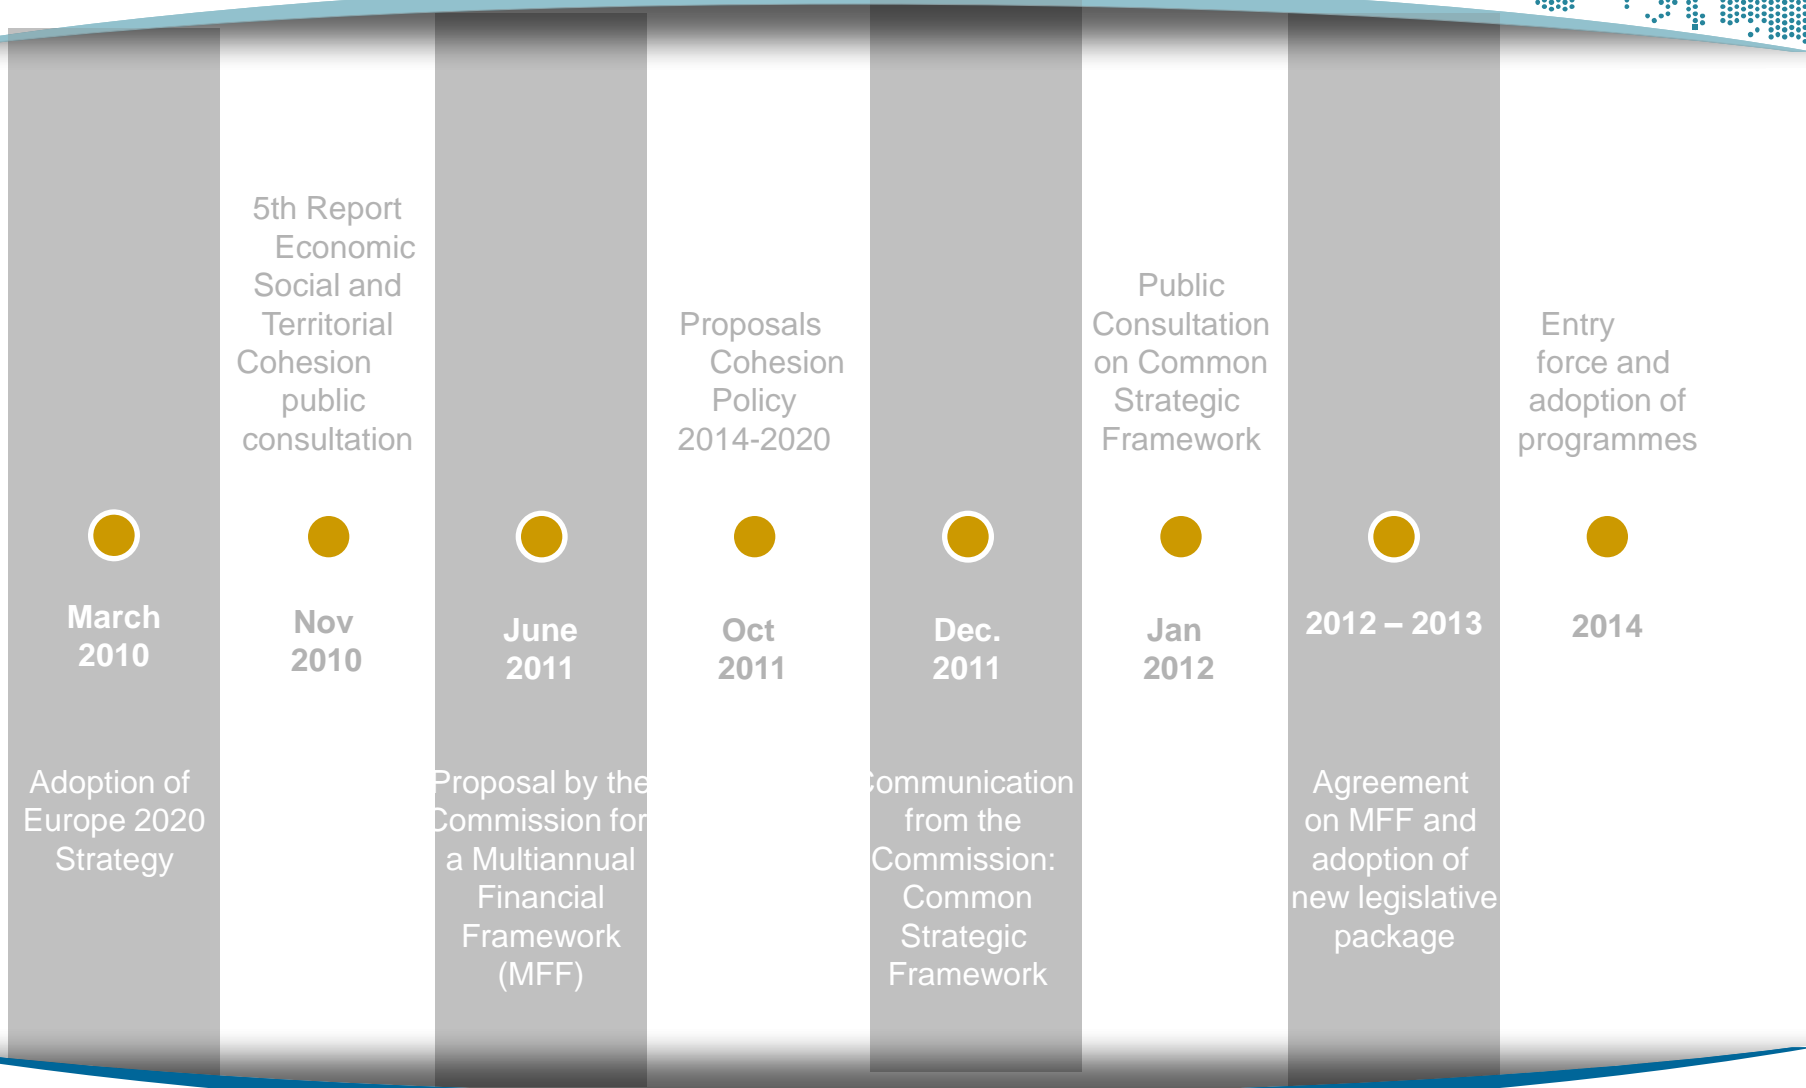 5th Report
Economic
Social and
Territorial
Cohesion
public
consultation
Proposals
Cohesion
Policy
2014-2020
Public
Consultation
on Common
Strategic
Framework
Entry
force and
adoption of
programmes
March
2010
Nov
2010
June
2011
Oct
2011
Dec.
2011
Jan
2012
2012 – 2013
2014
Adoption of
Europe 2020
Strategy
Proposal by the
Commission for
a Multiannual
Financial
Framework
(MFF)
Communication
from the
Commission:
Common
Strategic
Framework
Agreement
on MFF and
adoption of
new legislative
package